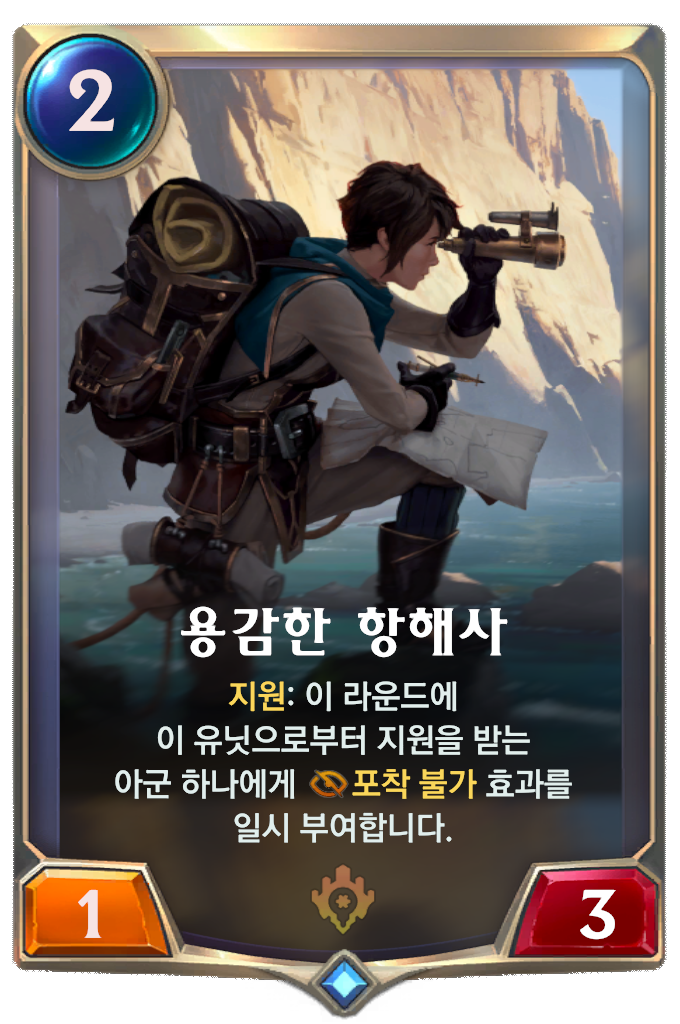 2
용감한 항해사
지원: 이 라운드에
이 유닛으로부터 지원을 받는
아군 하나에게 포착 불가 효과를
일시 부여합니다.
1
3